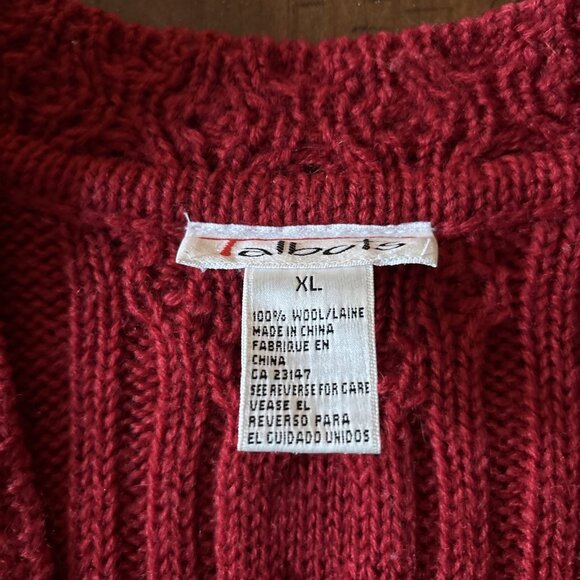 Talbots
XL
100% WOOL/LAINE
MADE IN CHINA
FABRIQUE EN
CHINA
CA 23147
SEE REVERSE FOR CARE
VEASE EL
REVERSO PARA
EL CUIDADO UNIDOS